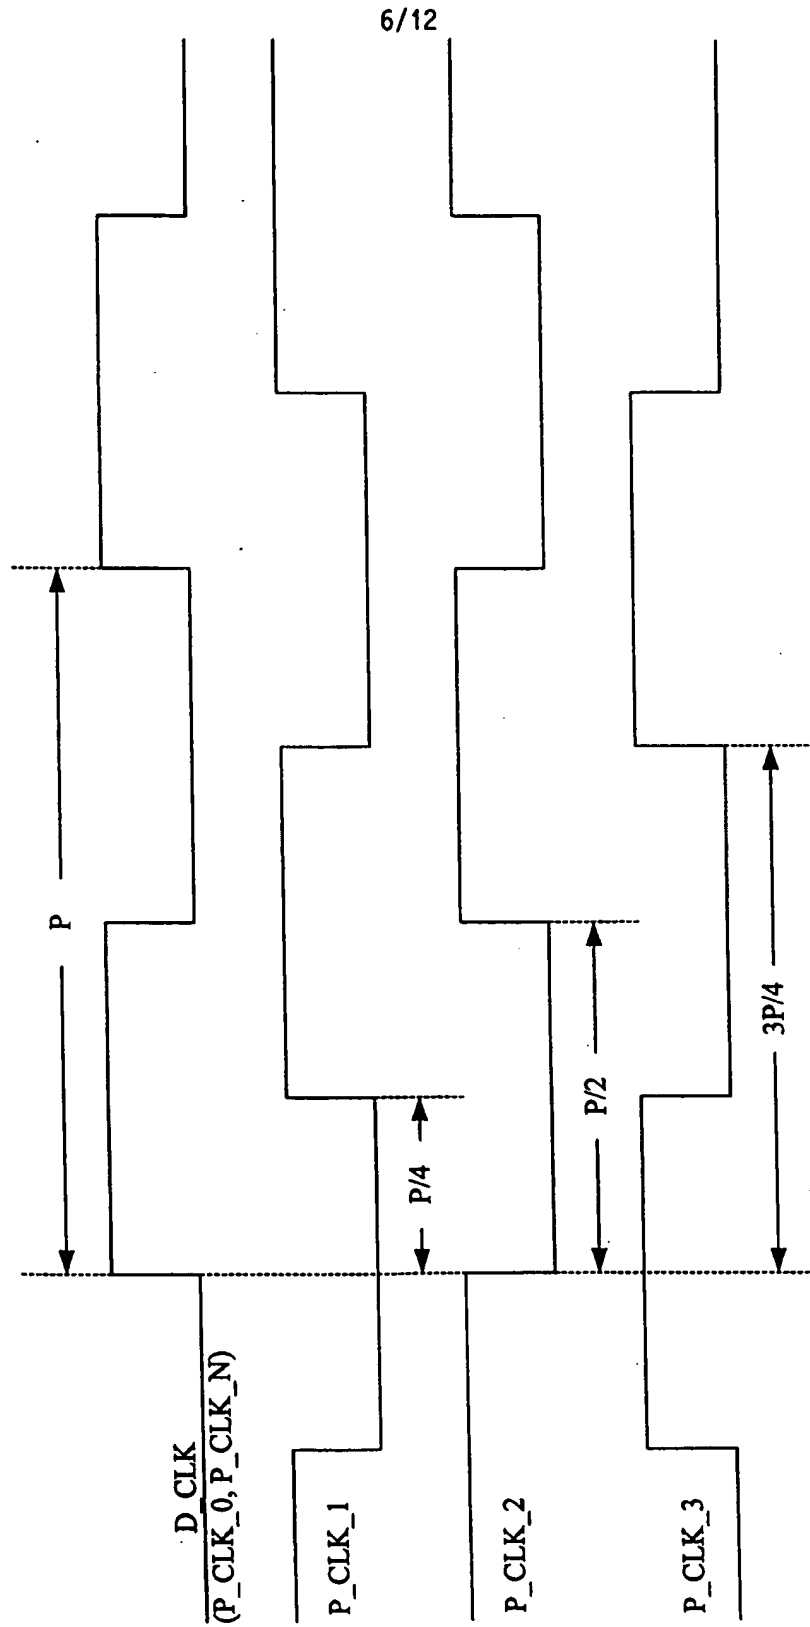 6/12
D_CLK
(P_CLK_0, P_CLK_N)
P
P_CLK_1
P/4
P_CLK_2
P/2
P_CLK_3
3P/4